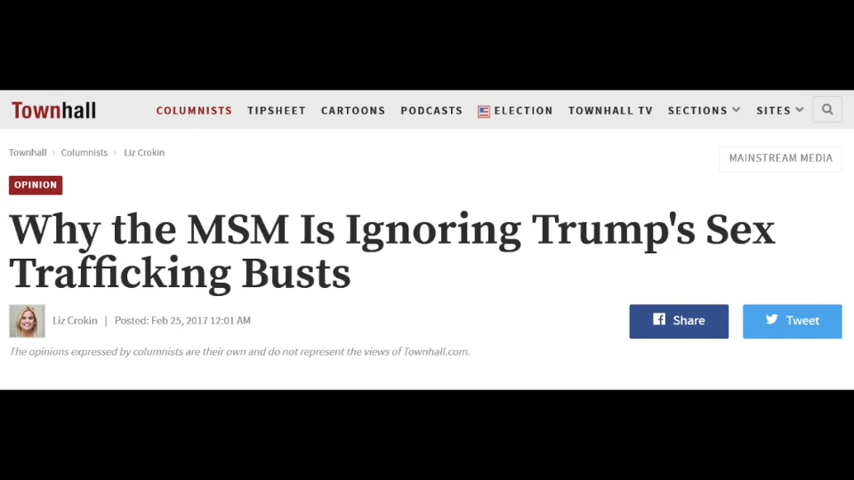 Townhall COLUMNISTS TIPSHEET CARTOONS PODCASTS ELECTION TOWNHALL TV SECTIONS SITES
Townhall › Columnists › Liz Crokin
MAINSTREAM MEDIA
OPINION
Why the MSM Is Ignoring Trump's Sex
Trafficking Busts
Liz Crokin | Posted: Feb 25, 2017 12:01 AM
Share Tweet
The opinions expressed by columnists are their own and do not represent the views of Townhall.com.